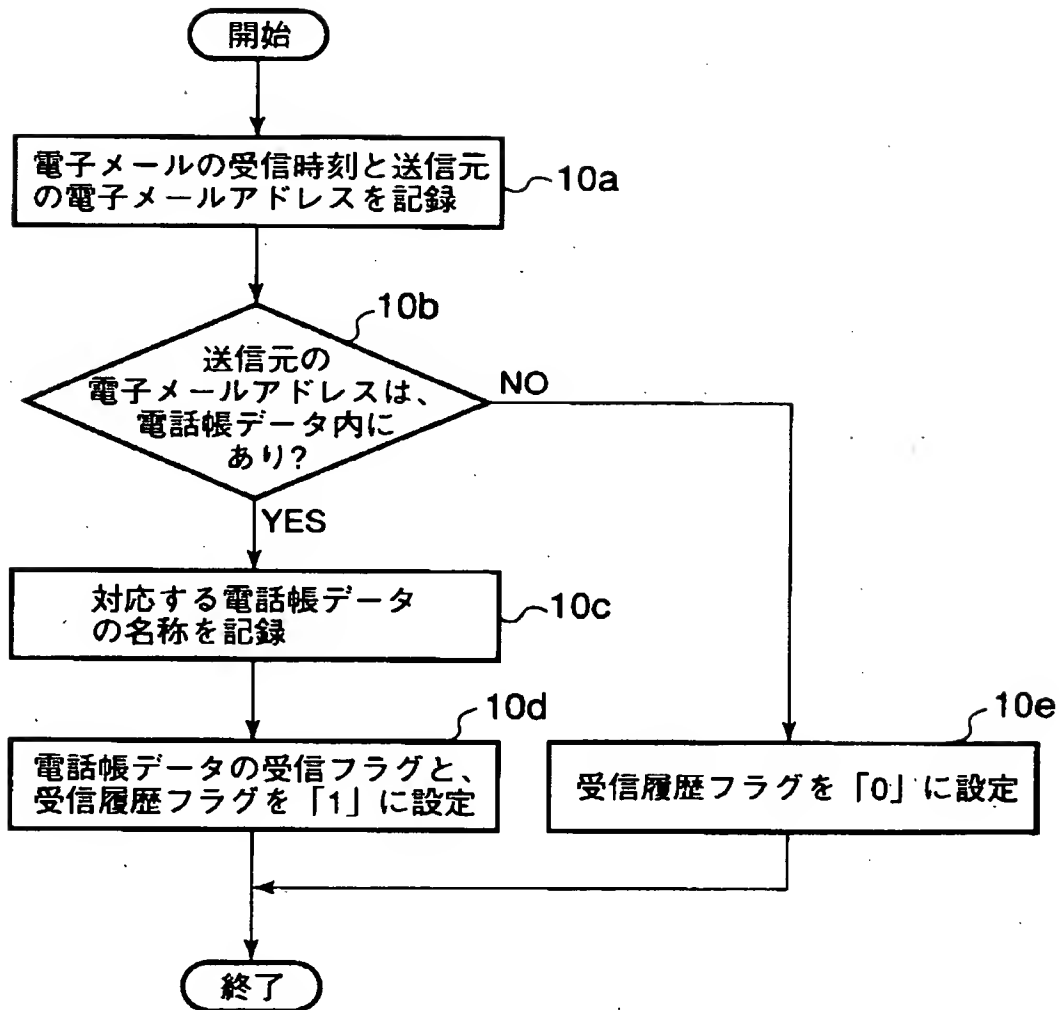 開始
電子メールの受信時刻と送信元
の電子メールアドレスを記録
10a
10b
送信元の
電子メールアドレスは、
電話帳データ内に
あり?
NO
YES
対応する電話帳データ
の名称を記録
10c
10d
電話帳データの受信フラグと、
受信履歴フラグを「1」に設定
10e
受信履歴フラグを「0」に設定
終了